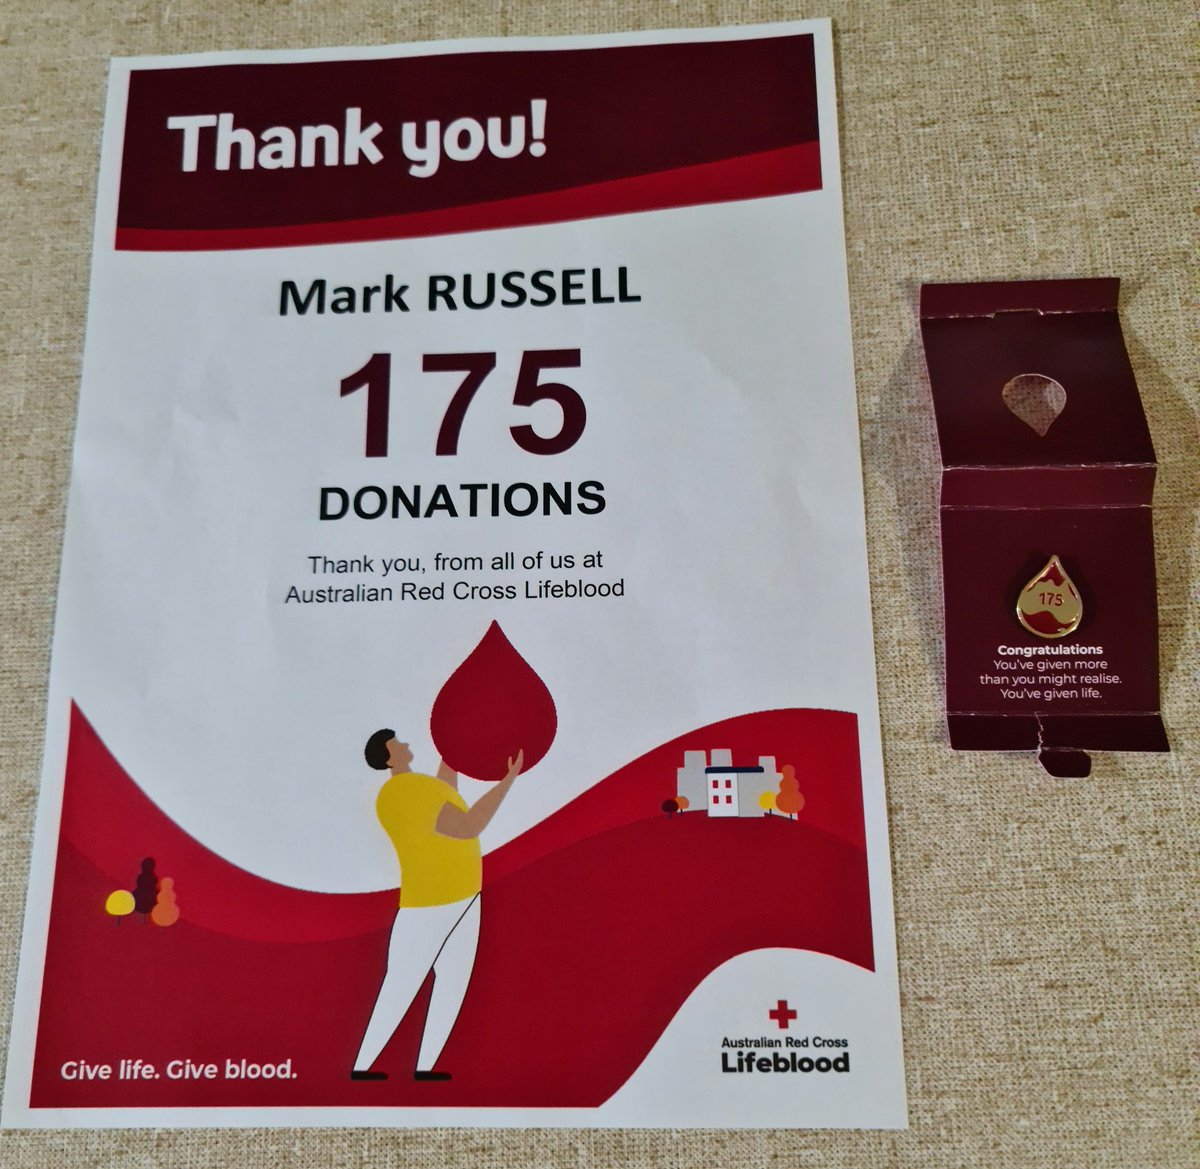 Thank you!
Mark RUSSELL
175
DONATIONS
Thank you, from all of us at
Australian Red Cross Lifeblood
Give life. Give blood.
Australian Red Cross
Lifeblood
175
Congratulations
You've given more
than you might realise.
You've given life.